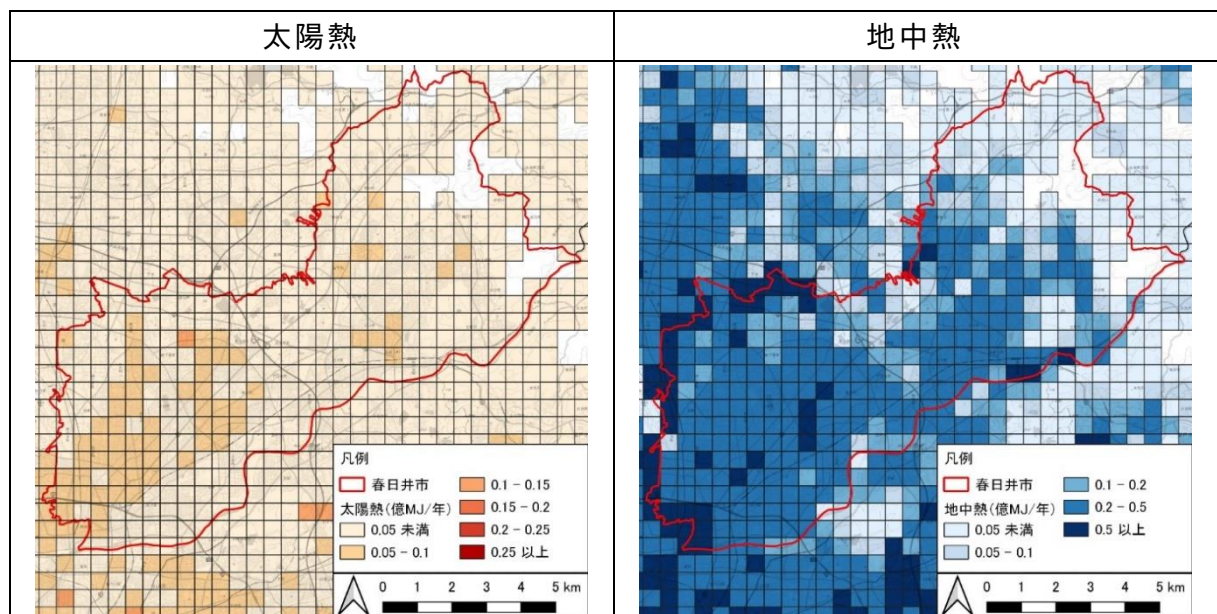 太陽熱
地中熱
凡例
春日井市
太陽熱(億MJ/年)
0.05 未満
0.05 - 0.1
0.1 - 0.15
0.15 - 0.2
0.2 - 0.25
0.25 以上
0 1 2 3 4 5 km
凡例
春日井市
地中熱(億MJ/年)
0.05 未満
0.05 - 0.1
0.1 - 0.2
0.2 - 0.5
0.5 以上
0 1 2 3 4 5 km